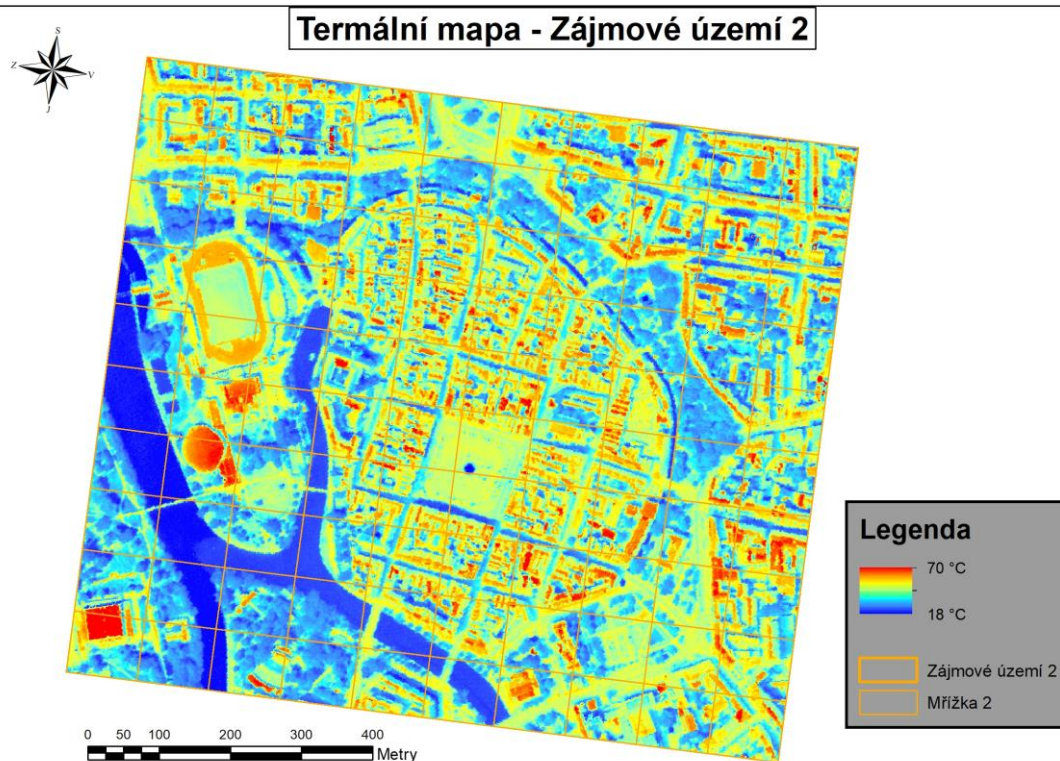 Termální mapa - Zájmové území 2
S
Z
V
J
Legenda
70 °C
18 °C
Zájmové území 2
Mřížka 2
0 50 100 200 300 400
Metry